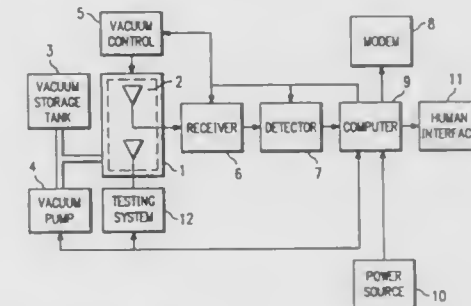 5
VACUUM
CONTROL
MODEM
8
3
VACUUM
STORAGE
TANK
2
9
11
RECEIVER
DETECTOR
COMPUTER
HUMAN
INTERFAC
6
7
1
4
VACUUM
PUMP
TESTING
SYSTEM
12
POWER
SOURCE
10